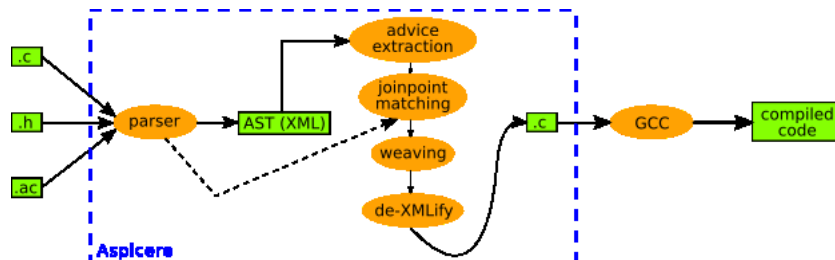 advice
extraction
.c
joinpoint
matching
.h
parser
AST (XML)
.c
GCC
compiled
code
weaving
.ac
de-XMLify
Aspicere